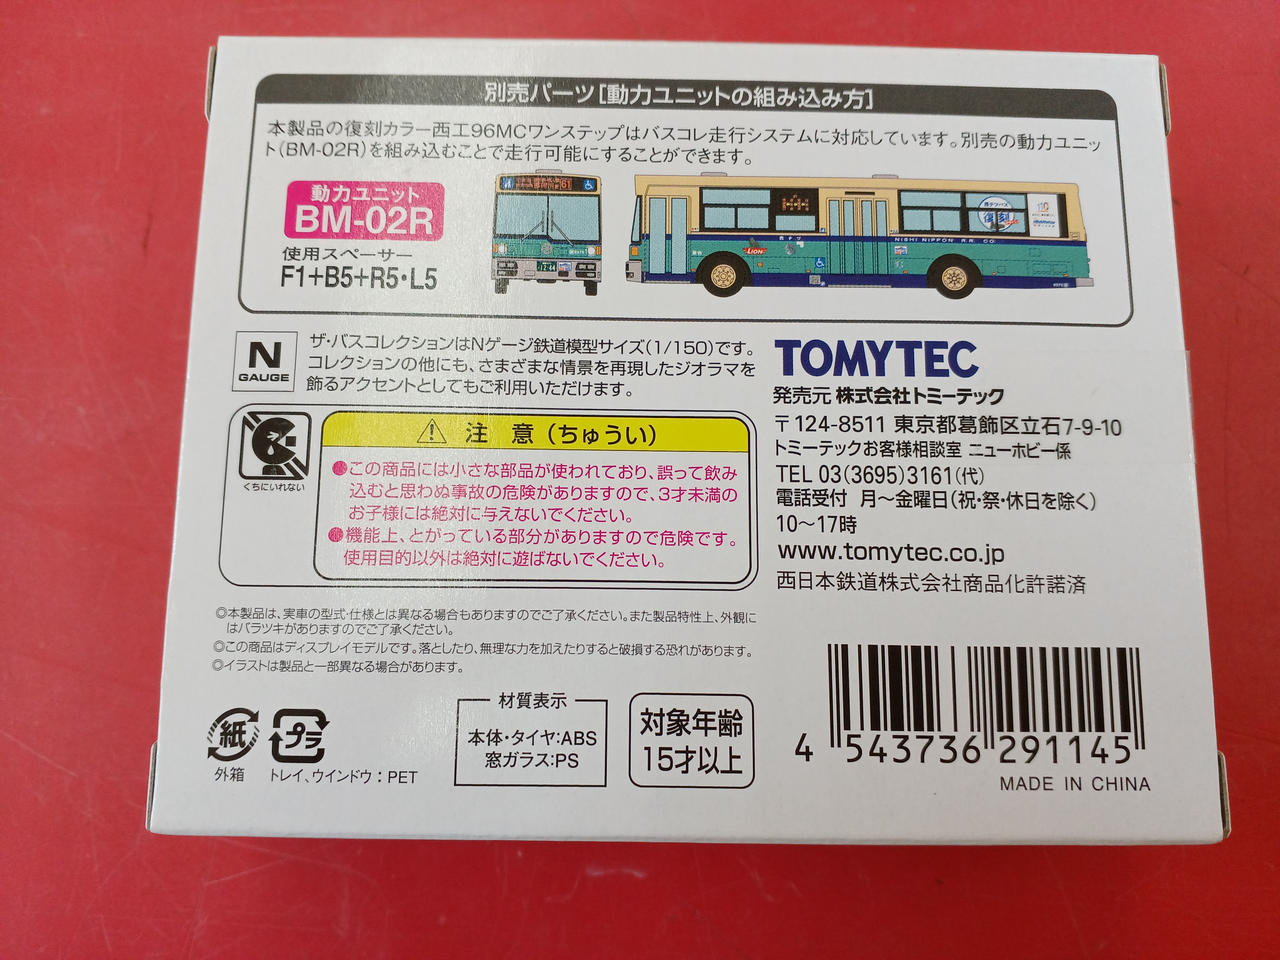 別売パーツ[動力ユニットの組み込み方]
本製品の復刻カラー西工96MCワンステップはバスコレ走行システムに対応しています。別売の動力ユニッ
ト(BM-02R)を組み込むことで走行可能にすることができます。
動力ユニット
BM-02R
使用スペーサー
F1+B5+R5・L5
61
LION
NISHI NIPPON R.R. CO
復刻
N
GAUGE
ザ・バスコレクションはNゲージ鉄道模型サイズ(1/150)です。
コレクションの他にも、さまざまな情景を再現したジオラマを
飾るアクセントとしてもご利用いただけます。
くちにいれない
注 意(ちゅうい)
●この商品には小さな部品が使われており、誤って飲み
込むと思わぬ事故の危険がありますので、3才未満の
お子様には絶対に与えないでください。
●機能上、とがっている部分がありますので危険です。
使用目的以外は絶対に遊ばないでください。
TOMYTEC
発売元 株式会社トミーテック
〒124-8511 東京都葛飾区立石7-9-10
トミーテックお客様相談室 ニューホビー係
TEL 03(3695)3161(代)
電話受付 月～金曜日(祝・祭・休日を除く)
10～17時
www.tomytec.co.jp
西日本鉄道株式会社商品化許諾済
◎本製品は、実車の型式・仕様とは異なる場合もありますのでご了承ください。また製品特性上、外観に
はバラツキがありますのでご了承ください。
◎この商品はディスプレイモデルです。落としたり、無理な力を加えたりすると破損する恐れがあります。
◎イラストは製品と一部異なる場合があります。
紙
外箱
プラ
トレイ、ウインドウ:PET
材質表示
本体・タイヤ:ABS
窓ガラス:PS
対象年齢
15才以上
4 543736 291145
MADE IN CHINA